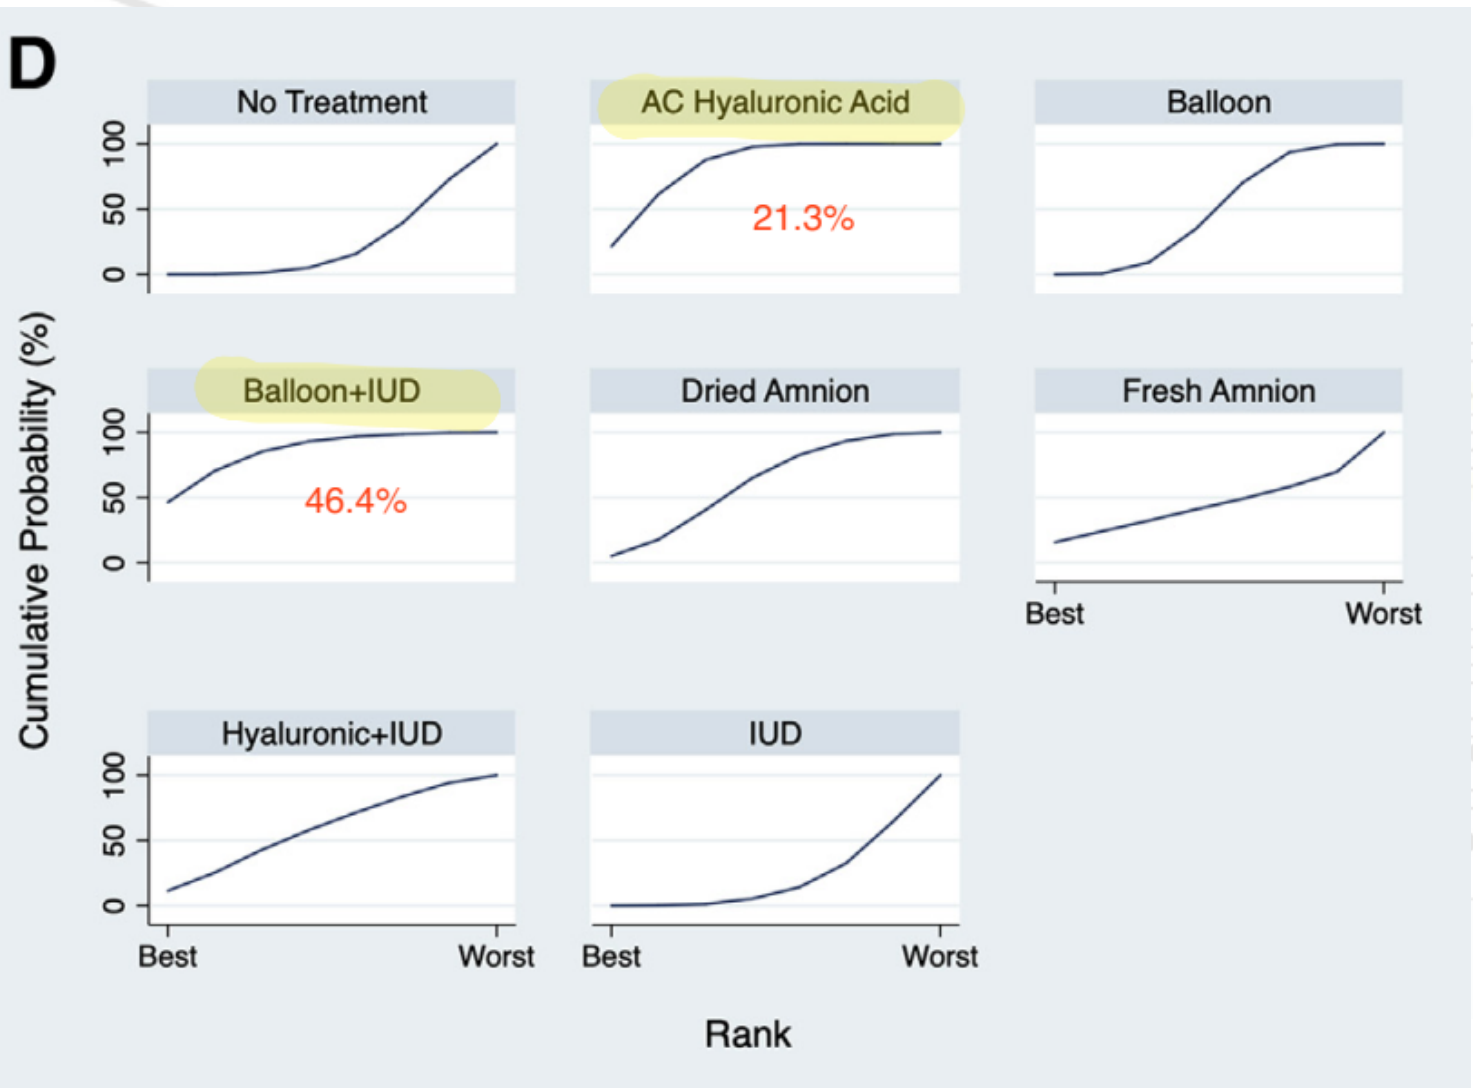 D
No Treatment
AC Hyaluronic Acid
Balloon
100
50
0
21.3%
Balloon+IUD
Dried Amnion
Fresh Amnion
100
50
0
46.4%
Best
Worst
Hyaluronic+IUD
IUD
100
50
0
Best
Worst
Best
Worst
Cumulative Probability (%)
Rank